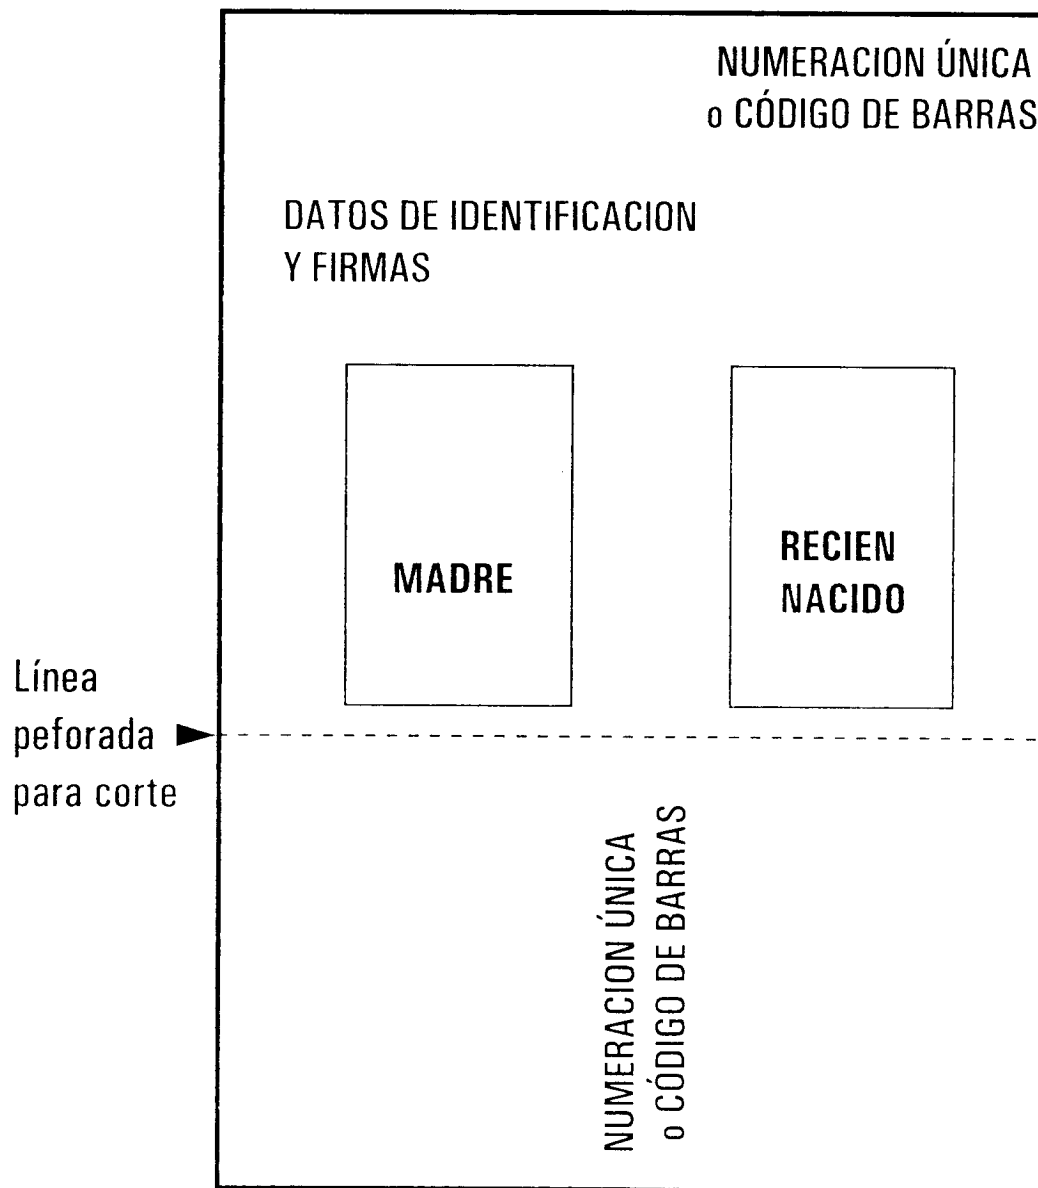 NUMERACION ÚNICA
o CÓDIGO DE BARRAS
DATOS DE IDENTIFICACION
Y FIRMAS
MADRE
RECIEN
NACIDO
Línea
peforada
para corte
NUMERACION ÚNICA
o CÓDIGO DE BARRAS